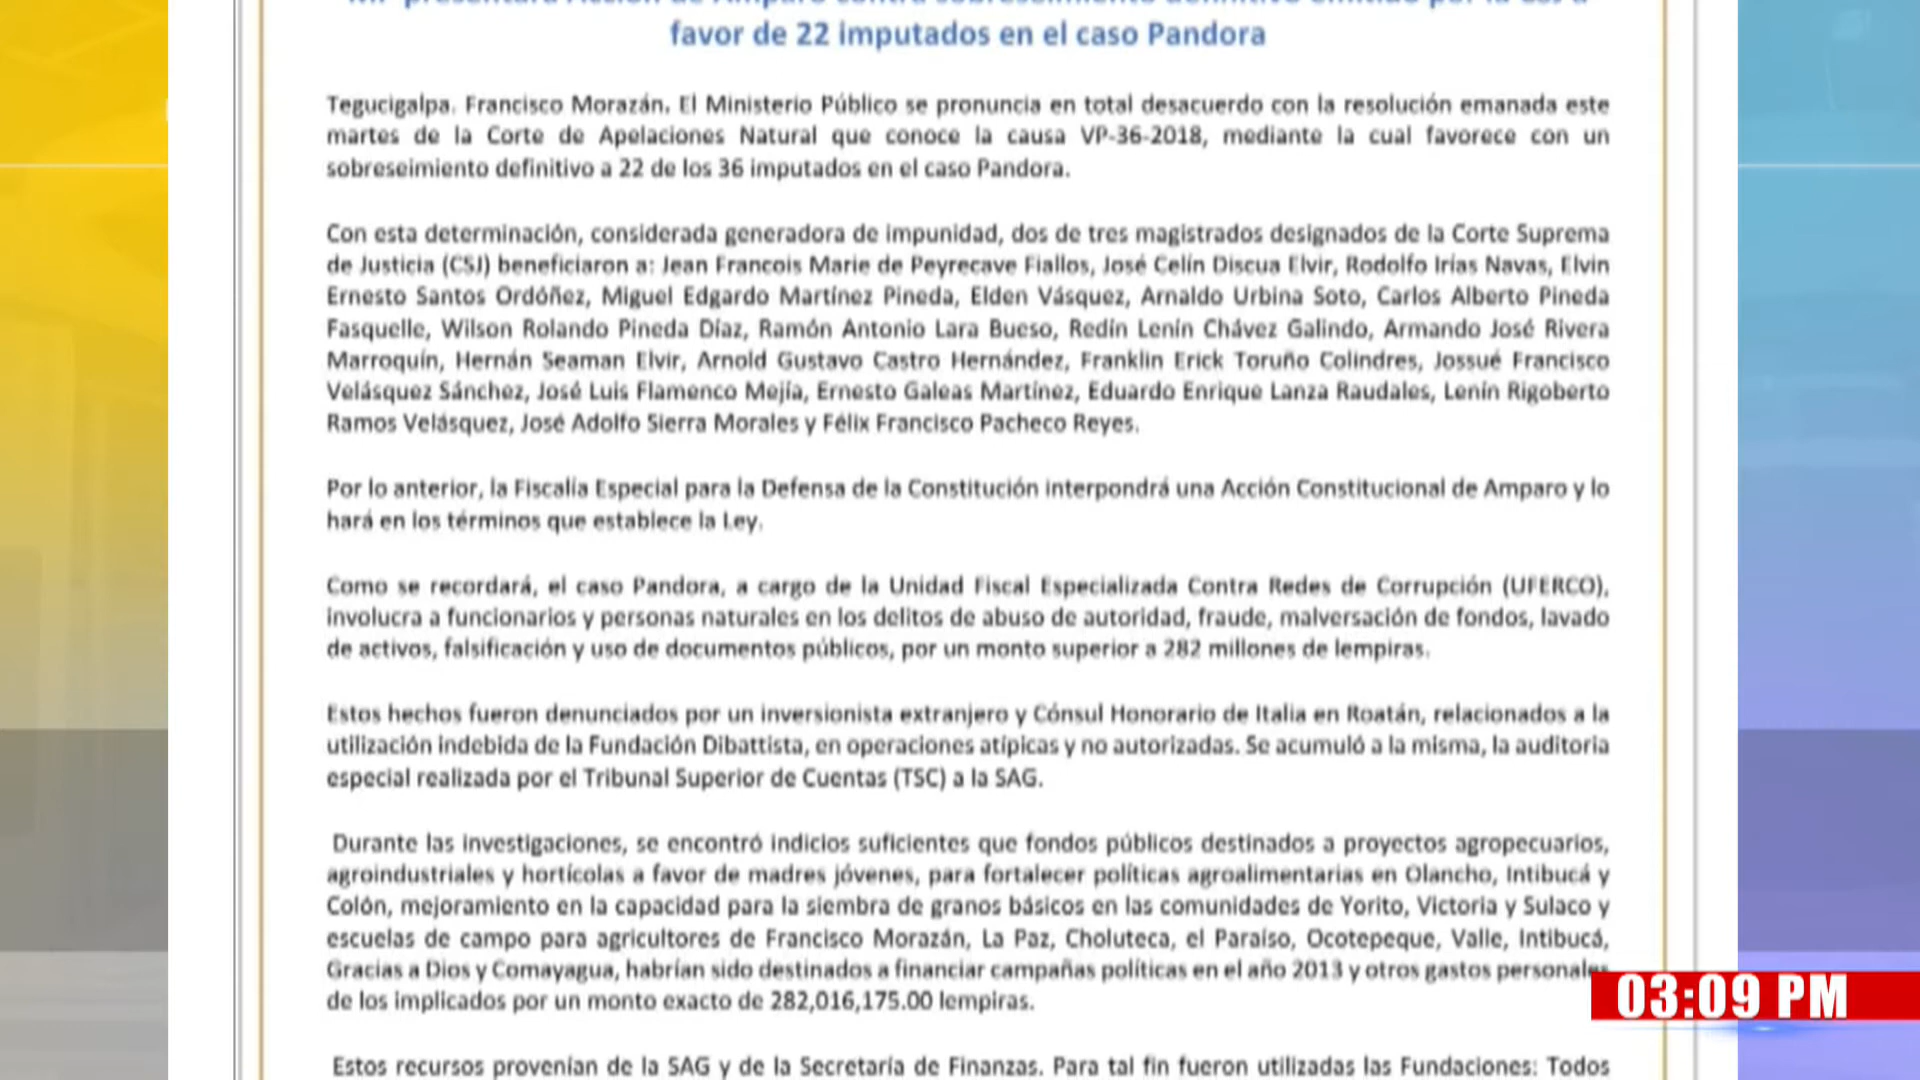 MP presentará Acción de Amparo contra sobreseimiento definitivo emitido por la CSJ a
favor de 22 imputados en el caso Pandora
Tegucigalpa. Francisco Morazán. El Ministerio Público se pronuncia en total desacuerdo con la resolución emanada este
martes de la Corte de Apelaciones Natural que conoce la causa VP-36-2018, mediante la cual favorece con un
sobreseimiento definitivo a 22 de los 36 imputados en el caso Pandora.
Con esta determinación, considerada generadora de impunidad, dos de tres magistrados designados de la Corte Suprema
de Justicia (CSJ) beneficiaron a: Jean Francois Marie de Peyrecave Fiallos, José Celín Discua Elvir, Rodolfo Irías Navas, Elvin
Ernesto Santos Ordóñez, Miguel Edgardo Martínez Pineda, Elden Vásquez, Arnaldo Urbina Soto, Carlos Alberto Pineda
Fasquelle, Wilson Rolando Pineda Díaz, Ramón Antonio Lara Bueso, Redín Lenín Chávez Galindo, Armando José Rivera
Marroquín, Hernán Seaman Elvir, Arnold Gustavo Castro Hernández, Franklin Erick Toruño Colindres, Jossué Francisco
Velásquez Sánchez, José Luis Flamenco Mejía, Ernesto Galeas Martínez, Eduardo Enrique Lanza Raudales, Lenín Rigoberto
Ramos Velásquez, José Adolfo Sierra Morales y Félix Francisco Pacheco Reyes.
Por lo anterior, la Fiscalía Especial para la Defensa de la Constitución interpondrá una Acción Constitucional de Amparo y lo
hará en los términos que establece la Ley.
Como se recordará, el caso Pandora, a cargo de la Unidad Fiscal Especializada Contra Redes de Corrupción (UFERCO),
involucra a funcionarios y personas naturales en los delitos de abuso de autoridad, fraude, malversación de fondos, lavado
de activos, falsificación y uso de documentos públicos, por un monto superior a 282 millones de lempiras.
Estos hechos fueron denunciados por un inversionista extranjero y Cónsul Honorario de Italia en Roatán, relacionados a la
utilización indebida de la Fundación Dibattista, en operaciones atípicas y no autorizadas. Se acumuló a la misma, la auditoria
especial realizada por el Tribunal Superior de Cuentas (TSC) a la SAG.
Durante las investigaciones, se encontró indicios suficientes que fondos públicos destinados a proyectos agropecuarios,
agroindustriales y hortícolas a favor de madres jóvenes, para fortalecer políticas agroalimentarias en Olancho, Intibucá y
Colón, mejoramiento en la capacidad para la siembra de granos básicos en las comunidades de Yorito, Victoria y Sulaco y
escuelas de campo para agricultores de Francisco Morazán, La Paz, Choluteca, el Paraíso, Ocotepeque, Valle, Intibucá,
Gracias a Dios y Comayagua, habrían sido destinados a financiar campañas políticas en el año 2013 y otros gastos personales
de los implicados por un monto exacto de 282,016,175.00 lempiras.
03:09 PM
Estos recursos provenían de la SAG y de la Secretaría de Finanzas. Para tal fin fueron utilizadas las Fundaciones: Todos